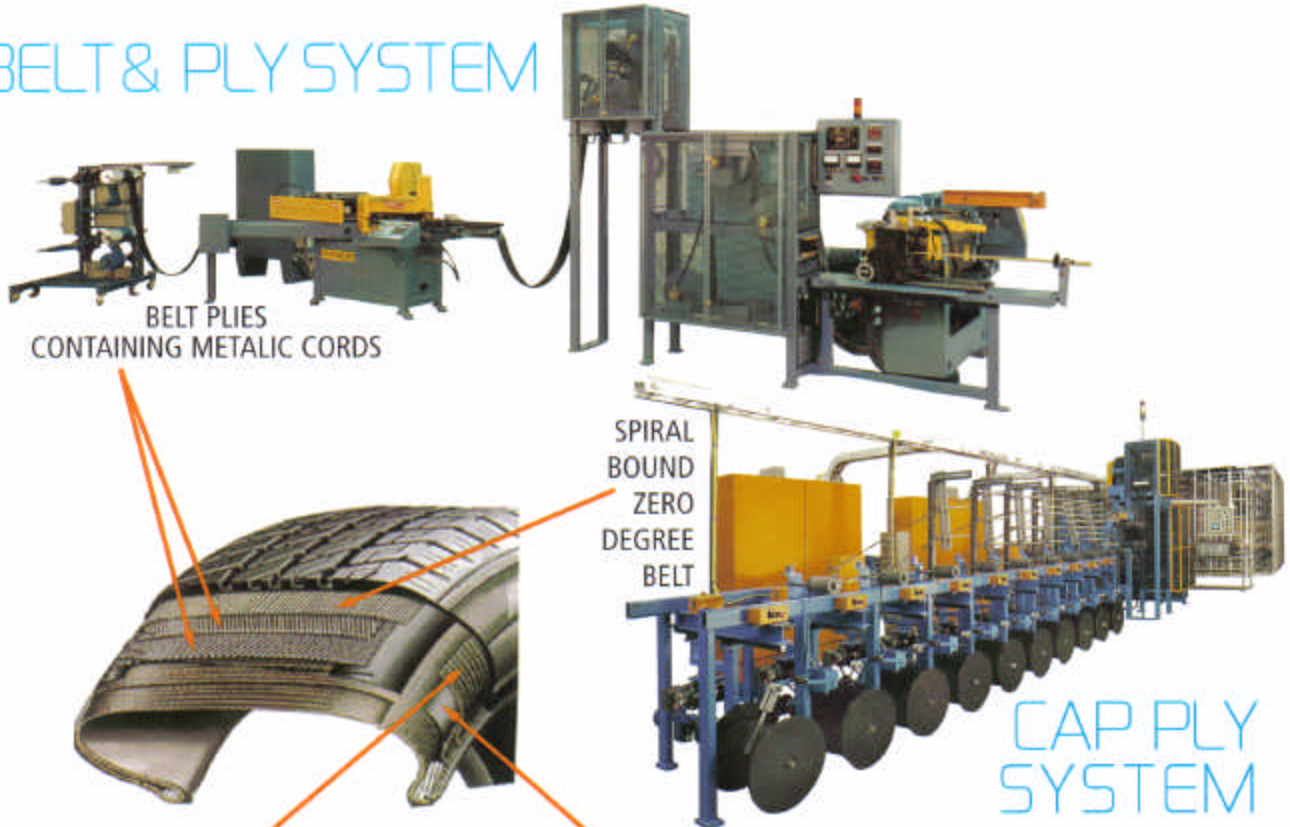 BELT & PLY SYSTEM
BELT PLIES
CONTAINING METALIC CORDS
SPIRAL
BOUND
ZERO
DEGREE
BELT
CAP PLY
SYSTEM